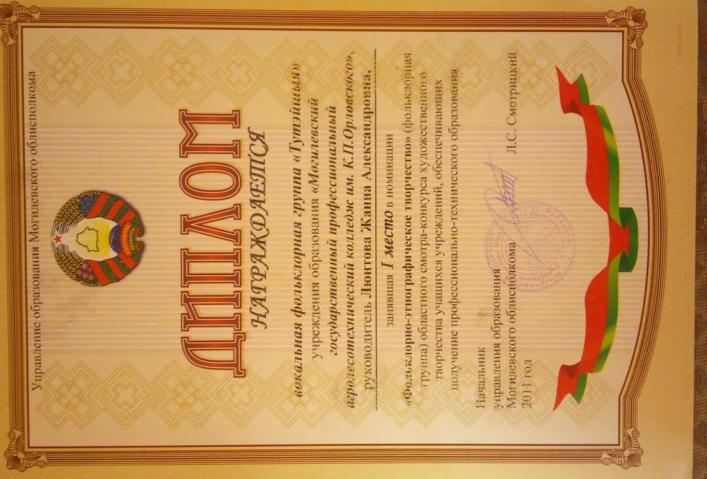 Управление образования Могилевского облисполкома
ДИПЛОМ
НАГРАЖДАЕТСЯ
вокальная фольклорная группа «Тутэйшыя»
учреждения образования «Могилевский
государственный профессиональный
агролесотехнический колледж им. К.П.Орловского»,
руководитель Люнтова Жанна Александровна,
занявшая I место в номинации
«Фольклорно-этнографическое творчество» (фольклорная
группа) областного смотра-конкурса художественного
творчества учащихся учреждений, обеспечивающих
получение профессионально-технического образования
Начальник
управления образования
Могилевского облисполкома Л.С. Смотрицкий
2011 год